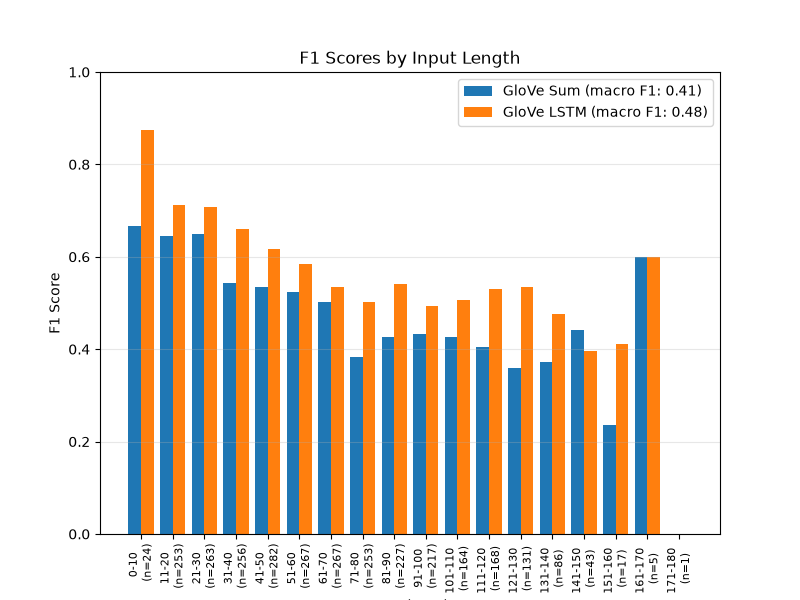 F1 Scores by Input Length
GloVe Sum (macro F1: 0.41)
GloVe LSTM (macro F1: 0.48)
F1 Score
1.0
0.8
0.6
0.4
0.2
0.0
0-10
(n=24)
11-20
(n=253)
21-30
(n=263)
31-40
(n=256)
41-50
(n=282)
51-60
(n=267)
61-70
(n=267)
71-80
(n=253)
81-90
(n=227)
91-100
(n=217)
101-110
(n=164)
111-120
(n=168)
121-130
(n=131)
131-140
(n=86)
141-150
(n=43)
151-160
(n=17)
161-170
(n=5)
171-180
(n=1)